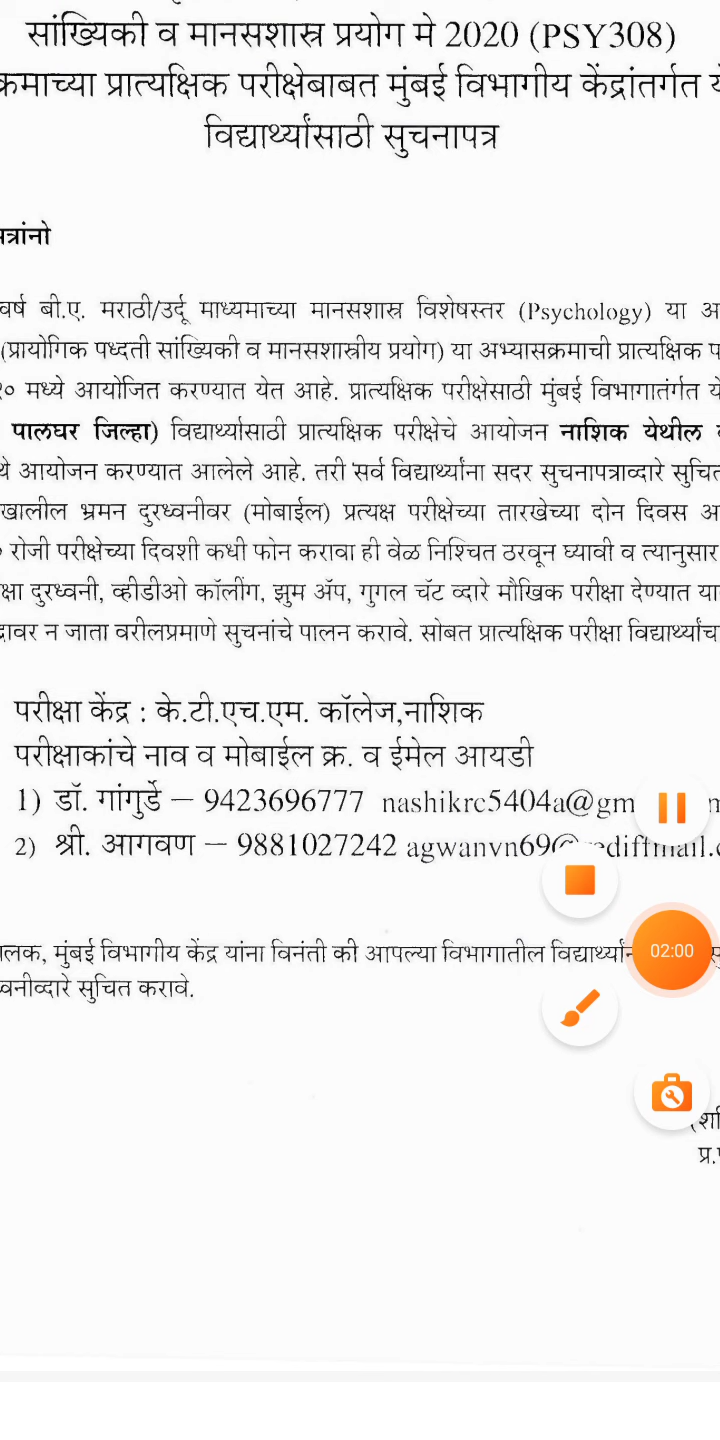 सांख्यिकी व मानसशास्त्र प्रयोग मे 2020 (PSY308)
क्रमाच्या प्रात्यक्षिक परीक्षेबाबत मुंबई विभागीय केंद्रांतर्गत
विद्यार्थ्यांसाठी सुचनापत्र
वर्ष बी.ए. मराठी/उर्दू माध्यमाच्या मानसशास्त्र विशेषस्तर (Psychology) या
(प्रायोगिक पध्दती सांख्यिकी व मानसशास्त्रीय प्रयोग) या अभ्यासक्रमाची प्रात्यक्षिक
मध्ये आयोजित करण्यात येत आहे. प्रात्यक्षिक परीक्षेसाठी मुंबई विभागातंर्गत
पालघर जिल्हा) विद्यार्थ्यासाठी प्रात्यक्षिक परीक्षेचे आयोजन नाशिक येथील
थे आयोजन करण्यात आलेले आहे. तरी सर्व विद्यार्थ्यांना सदर सुचनापत्राव्दारे सुचित
खालील भ्रमन दुरध्वनीवर (मोबाईल) प्रत्यक्ष परीक्षेच्या तारखेच्या दोन दिवस
रोजी परीक्षेच्या दिवशी कधी फोन करावा ही वेळ निश्चित ठरवून घ्यावी व त्यानुसार
क्षा दुरध्वनी, व्हीडीओ कॉलींग, झुम ॲप, गुगल चॅट व्दारे मौखिक परीक्षा देण्यात
द्रावर न जाता वरीलप्रमाणे सुचनांचे पालन करावे. सोबत प्रात्यक्षिक परीक्षा
परीक्षा केंद्र : के.टी.एच.एम. कॉलेज,नाशिक
परीक्षाकांचे नाव व मोबाईल क्र. व ईमेल आयडी
1) डॉ. गांगुर्डे – 9423696777 nashikrc5404a@gm
2) श्री. आगवण – 9881027242 agwanvn69@rediffmail.
लक, मुंबई विभागीय केंद्र यांना विनंती की आपल्या विभागातील
वनीव्दारे सुचित करावे.
02:00
प्र.